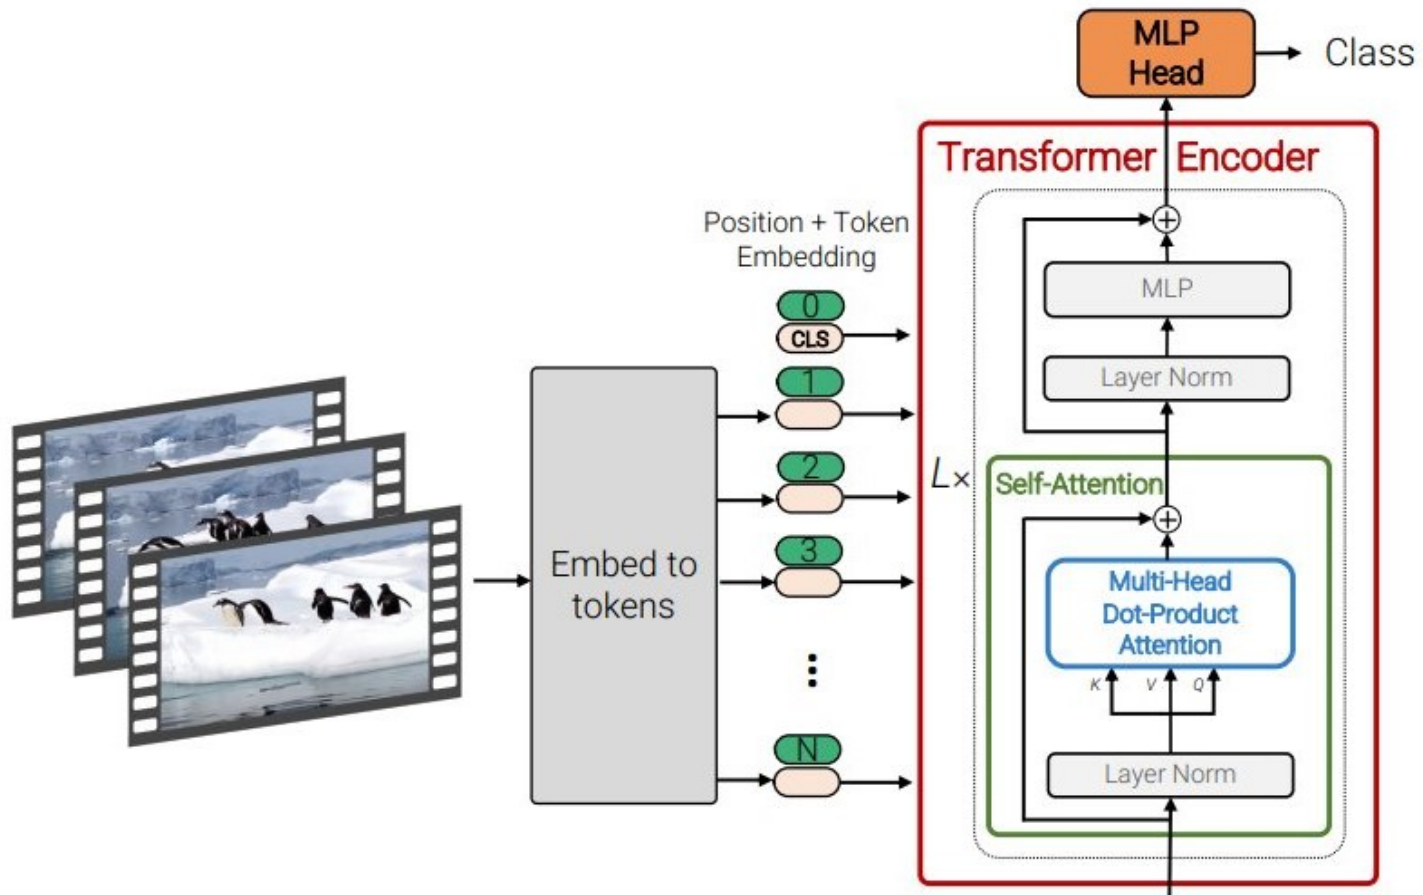 MLP
Head
Class
Transformer Encoder
Position + Token
Embedding
0
CLS
1
2
3
N
Embed to
tokens
L×
MLP
Layer Norm
Self-Attention
Multi-Head
Dot-Product
Attention
K V Q
Layer Norm